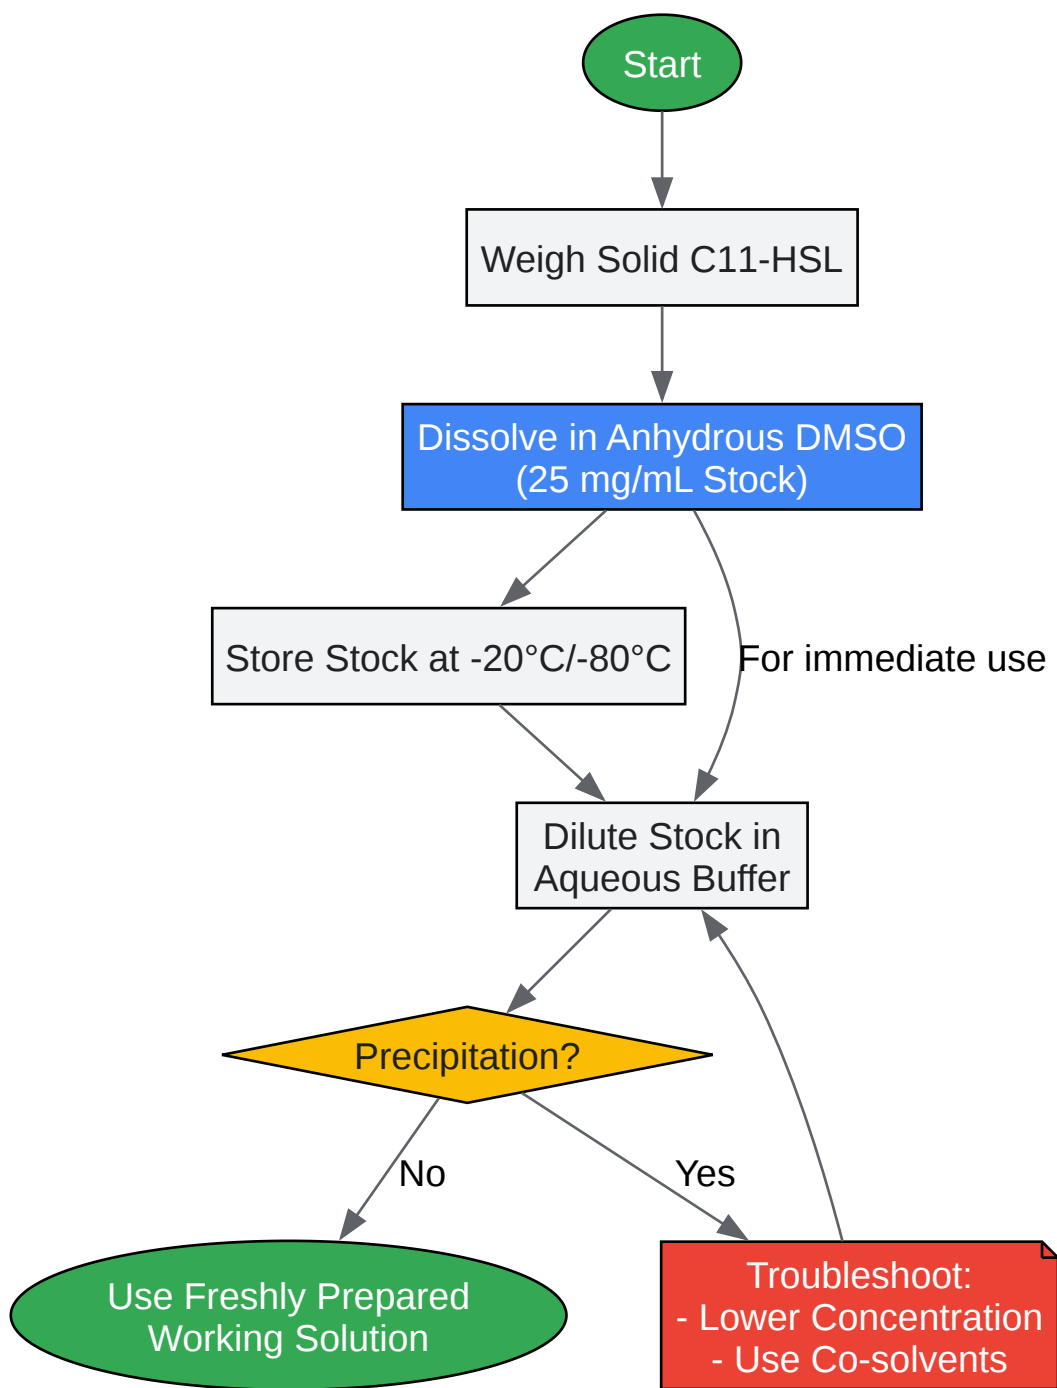 Start
Weigh Solid C11-HSL
Dissolve in Anhydrous DMSO
(25 mg/mL Stock)
Store Stock at -20°C/-80°C
For immediate use
Dilute Stock in
Aqueous Buffer
Precipitation?
No
Yes
Use Freshly Prepared
Working Solution
Troubleshoot:
- Lower Concentration
- Use Co-solvents